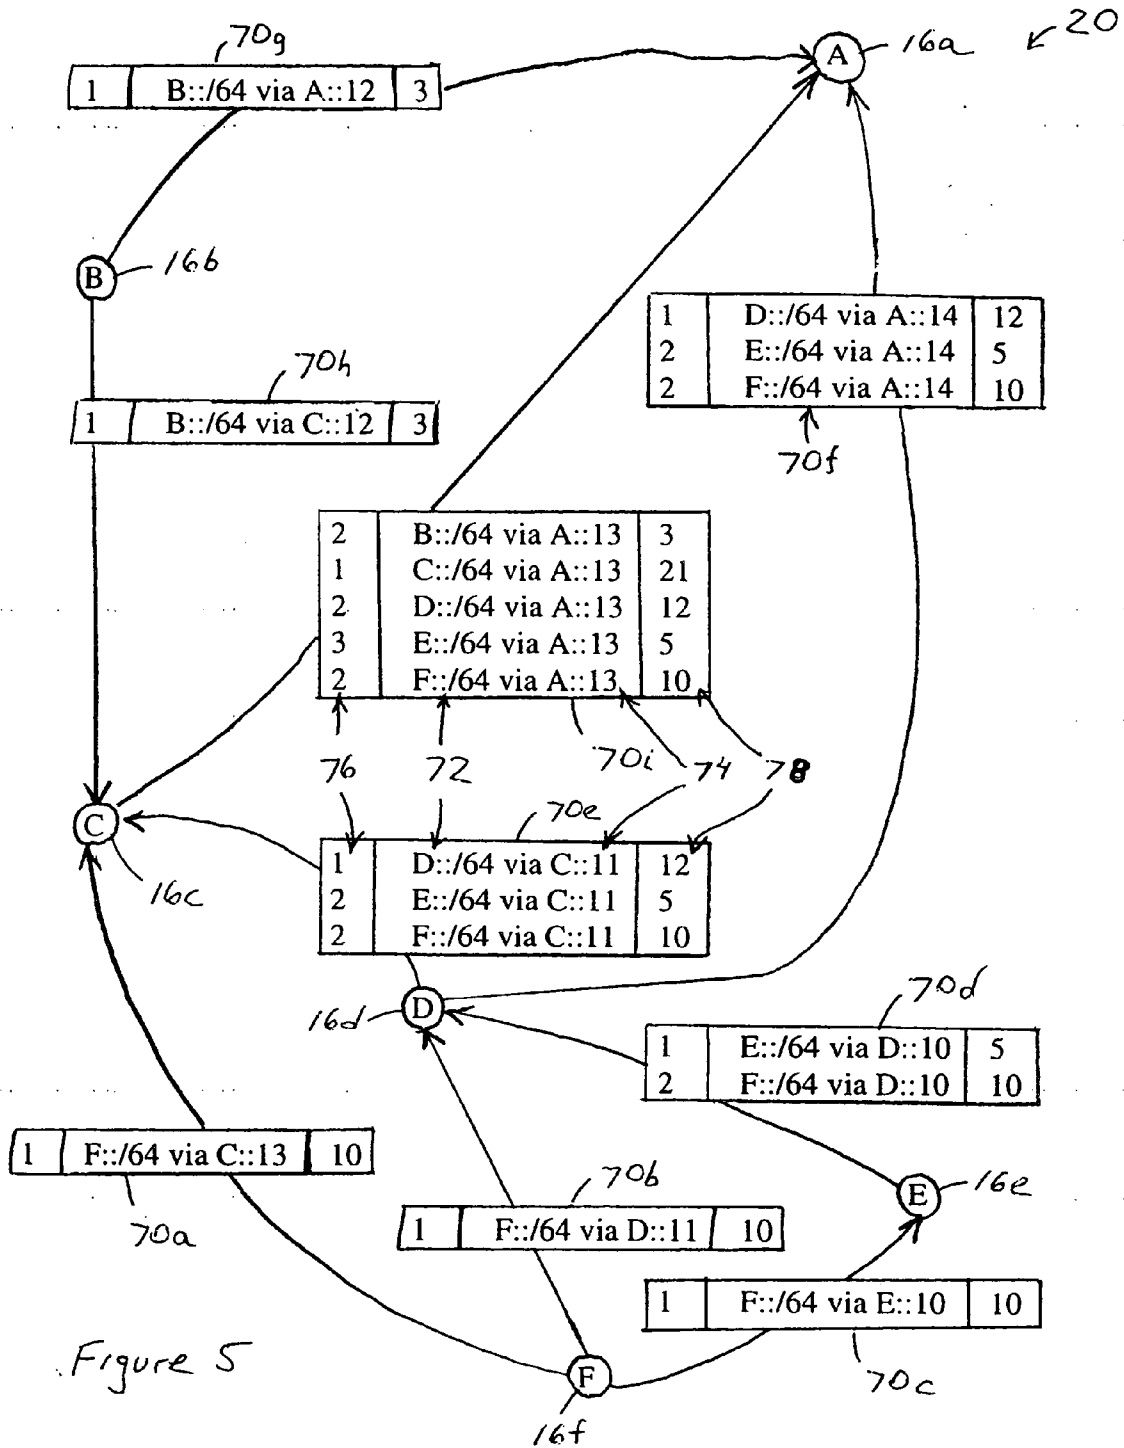 70g
16a
20
A
1 B::/64 via A::12 3
B
16b
1 D::/64 via A::14 12
2 E::/64 via A::14 5
2 F::/64 via A::14 10
70h
1 B::/64 via C::12 3
70f
2 B::/64 via A::13 3
1 C::/64 via A::13 21
2 D::/64 via A::13 12
3 E::/64 via A::13 5
2 F::/64 via A::13 10
76 72 70i 74 78
C
16c
70e
1 D::/64 via C::11 12
2 E::/64 via C::11 5
2 F::/64 via C::11 10
16d
D
70d
1 E::/64 via D::10 5
2 F::/64 via D::10 10
1 F::/64 via C::13 10
70a
70b
E
16e
1 F::/64 via D::11 10
1 F::/64 via E::10 10
70c
F
16f
Figure 5